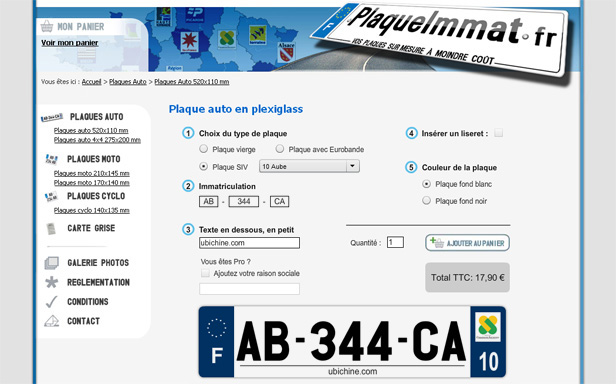 MON PANIER
Voir mon panier
Alsace
Région
PlaqueImmat.fr
VOS PLAQUES SUR MESURE A MOINDRE COÛT
Vous êtes ici : Accueil > Plaques Auto > Plaques Auto 520x110 mm
PLAQUES AUTO
Plaques auto 520x110 mm
Plaques auto 4x4 275x200 mm
PLAQUES MOTO
Plaques moto 210x145 mm
Plaques moto 170x140 mm
PLAQUES CYCLO
Plaques cyclo 140x135 mm
CARTE GRISE
GALERIE PHOTOS
REGLEMENTATION
CONDITIONS
CONTACT
Plaque auto en plexiglass
1 Choix du type de plaque
Plaque vierge Plaque avec Eurobande
Plaque SIV 10 Aube
2 Immatriculation
AB - 344 - CA
3 Texte en dessous, en petit
ubichine.com
Vous êtes Pro ?
Ajoutez votre raison sociale
4 Insérer un liseret :
5 Couleur de la plaque
Plaque fond blanc
Plaque fond noir
Quantité : 1 AJOUTER AU PANIER
Total TTC: 17,90 €
F AB-344-CA 10
ubichine.com